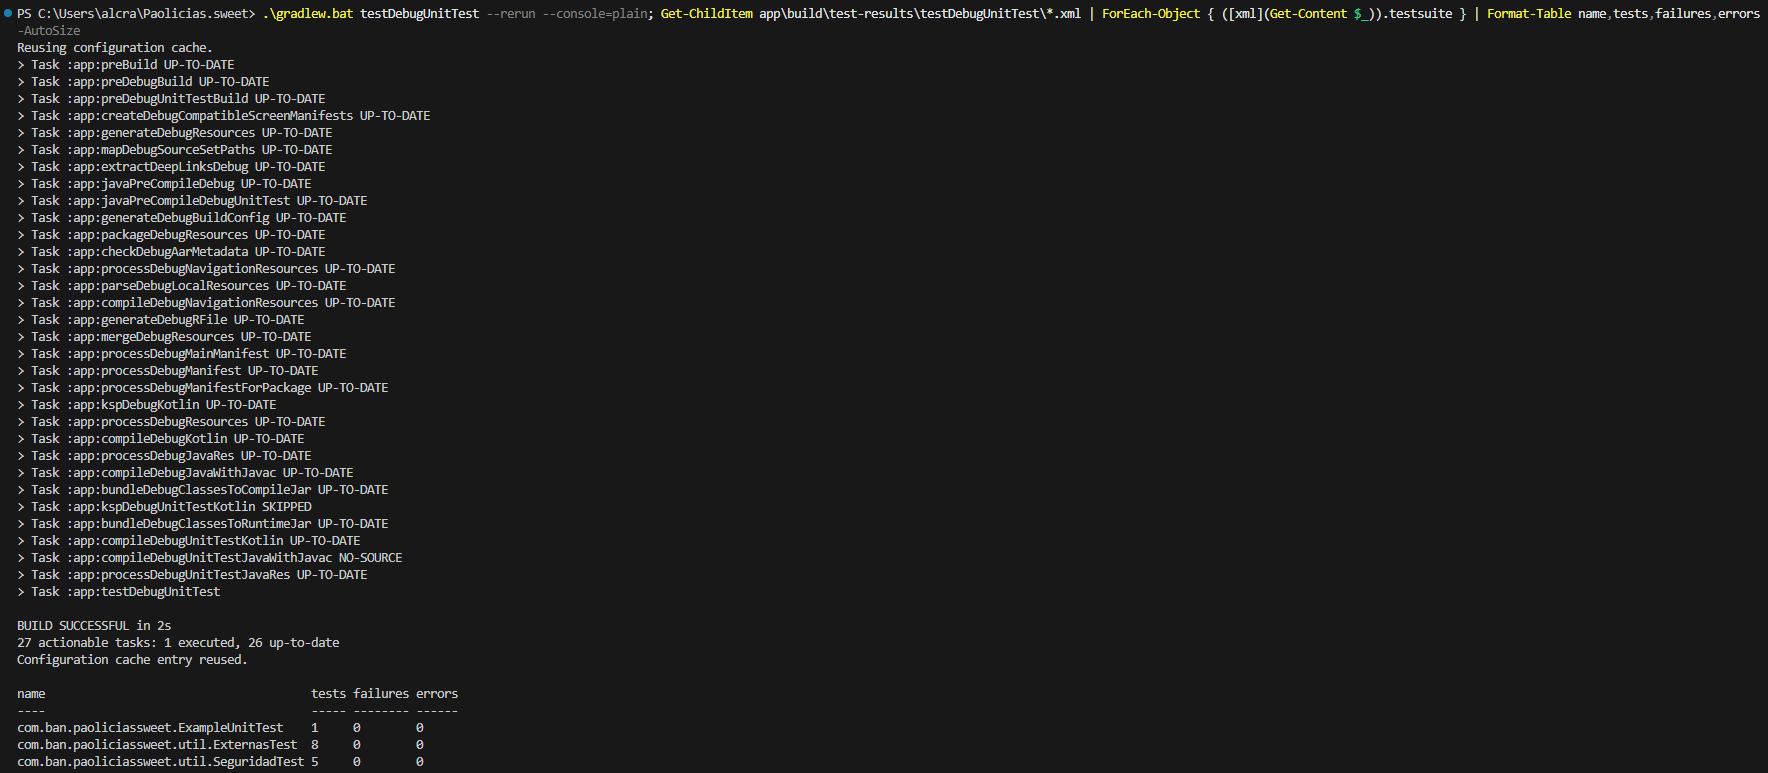 PS C:\Users\alcra\Paolicias.sweet> .\gradlew.bat testDebugUnitTest --rerun --console=plain; Get-ChildItem app\build\test-results\testDebugUnitTest\*.xml | ForEach-Object { ([xml](Get-Content $_)).testsuite } | Format-Table name,tests,failures,errors
-AutoSize
Reusing configuration cache.
> Task :app:preBuild UP-TO-DATE
> Task :app:preDebugBuild UP-TO-DATE
> Task :app:preDebugUnitTestBuild UP-TO-DATE
> Task :app:createDebugCompatibleScreenManifests UP-TO-DATE
> Task :app:generateDebugResources UP-TO-DATE
> Task :app:mapDebugSourceSetPaths UP-TO-DATE
> Task :app:extractDeepLinksDebug UP-TO-DATE
> Task :app:javaPreCompileDebug UP-TO-DATE
> Task :app:javaPreCompileDebugUnitTest UP-TO-DATE
> Task :app:generateDebugBuildConfig UP-TO-DATE
> Task :app:packageDebugResources UP-TO-DATE
> Task :app:checkDebugAarMetadata UP-TO-DATE
> Task :app:processDebugNavigationResources UP-TO-DATE
> Task :app:parseDebugLocalResources UP-TO-DATE
> Task :app:compileDebugNavigationResources UP-TO-DATE
> Task :app:generateDebugRFile UP-TO-DATE
> Task :app:mergeDebugResources UP-TO-DATE
> Task :app:processDebugMainManifest UP-TO-DATE
> Task :app:processDebugManifest UP-TO-DATE
> Task :app:processDebugManifestForPackage UP-TO-DATE
> Task :app:kspDebugKotlin UP-TO-DATE
> Task :app:processDebugResources UP-TO-DATE
> Task :app:compileDebugKotlin UP-TO-DATE
> Task :app:processDebugJavaRes UP-TO-DATE
> Task :app:compileDebugJavaWithJavac UP-TO-DATE
> Task :app:bundleDebugClassesToCompileJar UP-TO-DATE
> Task :app:kspDebugUnitTestKotlin SKIPPED
> Task :app:bundleDebugClassesToRuntimeJar UP-TO-DATE
> Task :app:compileDebugUnitTestKotlin UP-TO-DATE
> Task :app:compileDebugUnitTestJavaWithJavac NO-SOURCE
> Task :app:processDebugUnitTestJavaRes UP-TO-DATE
> Task :app:testDebugUnitTest

BUILD SUCCESSFUL in 2s
27 actionable tasks: 1 executed, 26 up-to-date
Configuration cache entry reused.

name tests failures errors
---- ----- -------- ------
com.ban.paoliciassweet.ExampleUnitTest 1 0 0
com.ban.paoliciassweet.util.ExternasTest 8 0 0
com.ban.paoliciassweet.util.SeguridadTest 5 0 0